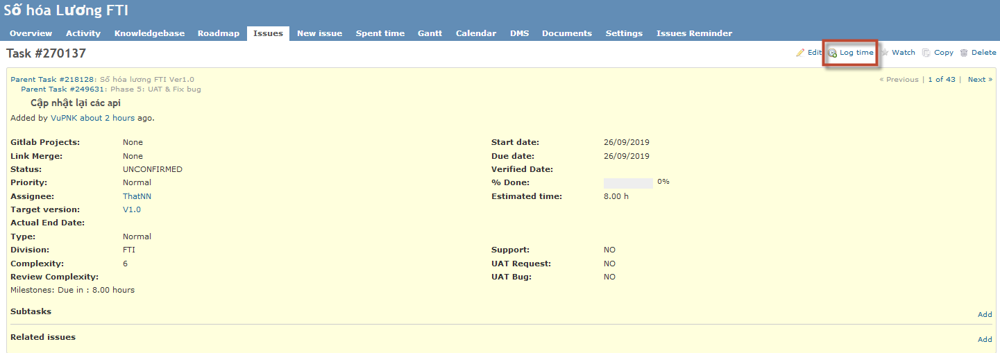 Số hóa Lương FTI
Overview Activity Knowledgebase Roadmap Issues New issue Spent time Gantt Calendar DMS Documents Settings Issues Reminder
Task #270137
Edit Log time Watch Copy Delete
Parent Task #218128: Số hóa lương FTI Ver1.0
« Previous | 1 of 43 | Next »
Parent Task #249631: Phase 5: UAT & Fix bug
Cập nhật lại các api
Added by VuPNK about 2 hours ago.
Gitlab Projects: None Start date: 26/09/2019
Link Merge: None Due date: 26/09/2019
Status: UNCONFIRMED Verified Date:
Priority: Normal % Done: 0%
Assignee: ThatNN Estimated time: 8.00 h
Target version: V1.0
Actual End Date:
Type: Normal
Division: FTI Support: NO
Complexity: 6 UAT Request: NO
Review Complexity: UAT Bug: NO
Milestones: Due in : 8.00 hours
Subtasks
Add
Related issues
Add